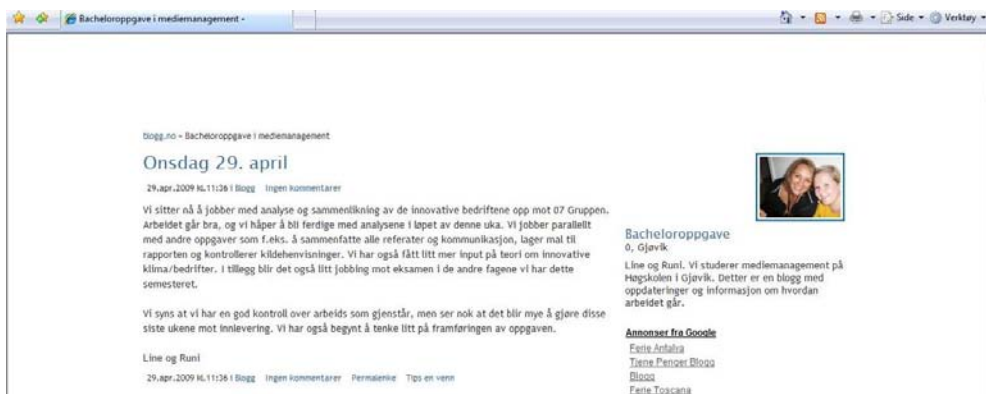 Bacheloroppgave i mediemanagement -
Side
Verktøy
blogg.no - Bacheloroppgave i mediemanagement
Onsdag 29. april
29.apr.2009 kl.11:36 i Blogg Ingen kommentarer
Vi sitter nå å jobber med analyse og sammenlikning av de innovative bedriftene opp mot 07 Gruppen.
Arbeidet går bra, og vi håper å bli ferdige med analysene i løpet av denne uka. Vi jobber parallellt
med andre oppgaver som f.eks. å sammenfatte alle referater og kommunikasjon, lager mal til
rapporten og kontrollerer kildehenvisninger. Vi har også fått litt mer input på teori om innovative
klima/bedrifter. I tillegg blir det også litt jobbing mot eksamen i de andre fagene vi har dette
semesteret.
Vi syns at vi har en god kontroll over arbeids som gjenstår, men ser nok at det blir mye å gjøre disse
siste ukene mot innlevering. Vi har også begynt å tenke litt på framføringen av oppgaven.
Line og Runi
29.apr.2009 kl.11:36 i Blogg Ingen kommentarer Permalenke Tips en venn
Bacheloroppgave
0, Gjøvik
Line og Runi. Vi studerer mediemanagement på
Høgskolen i Gjøvik. Detter er en blogg med
oppdateringer og informasjon om hvordan
arbeidet går.
Annonser fra Google
Ferie Antalya
Tjene Penger Blogg
Blogg
Ferie Toscana